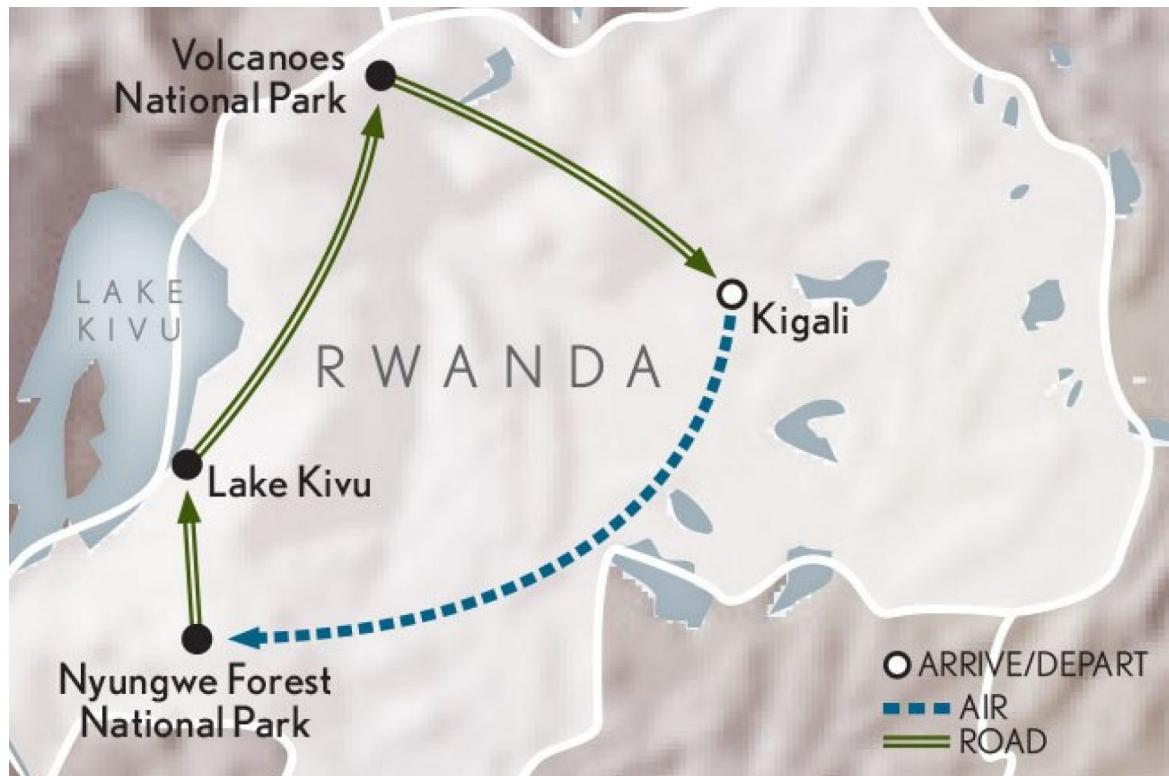 Volcanoes
National Park
LAKE
KIVU
Kigali
RWANDA
Lake Kivu
Nyungwe Forest
National Park
ARRIVE/DEPART
AIR
ROAD